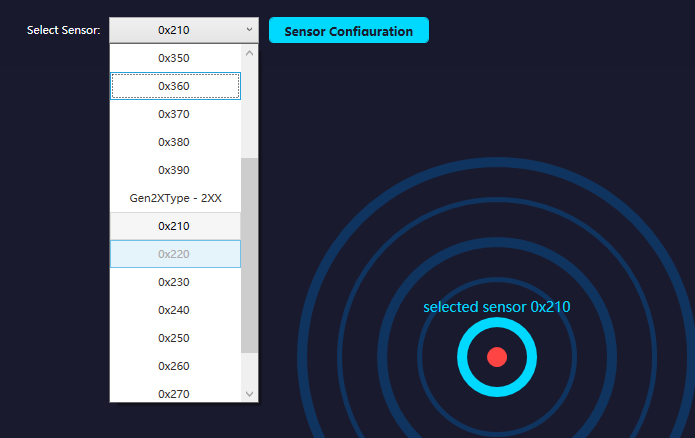 Select Sensor:
0x210
Sensor Configuration
0x350
0x360
0x370
0x380
0x390
Gen2XType - 2XX
0x210
0x220
0x230
0x240
0x250
0x260
0x270
selected sensor 0x210